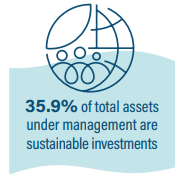 35.9% of total assets
under management are
sustainable investments